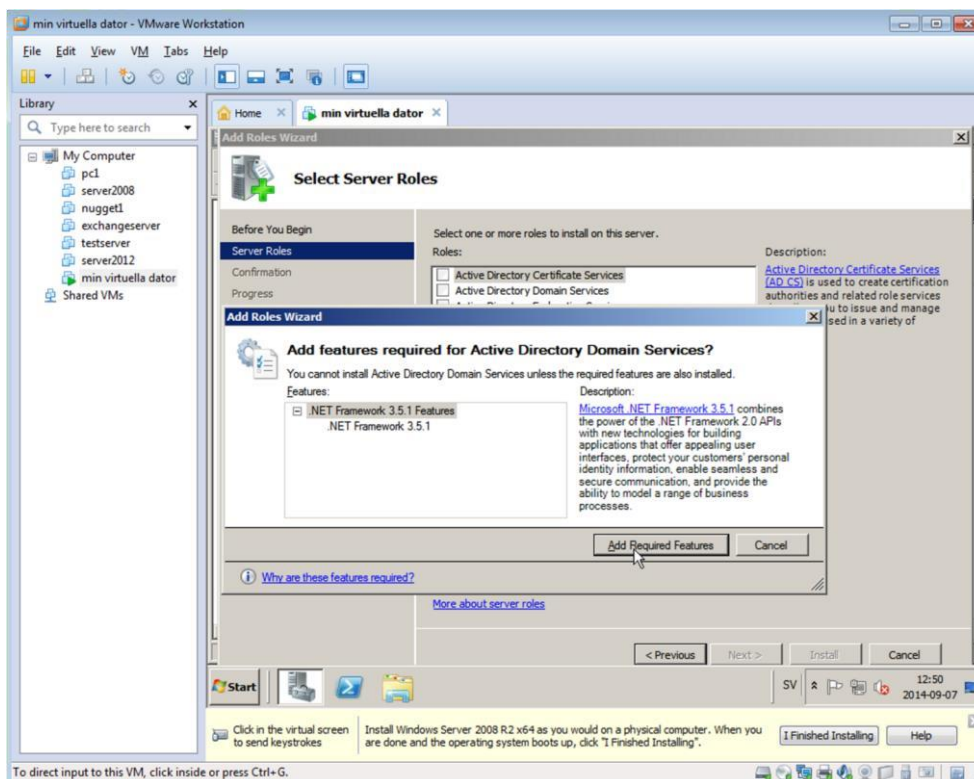 min virtuella dator - VMware Workstation
File Edit View VM Tabs Help
Library
Type here to search
My Computer
pc1
server2008
nugget1
exchangeserver
testserver
server2012
min virtuella dator
Shared VMs
Home
min virtuella dator
Add Roles Wizard
Select Server Roles
Before You Begin
Server Roles
Confirmation
Progress
Select one or more roles to install on this server.
Roles:
Active Directory Certificate Services
Active Directory Domain Services
Description:
Active Directory Certificate Services
(AD CS) is used to create certification
authorities and related role services
to issue and manage
used in a variety of
Add Roles Wizard
Add features required for Active Directory Domain Services?
You cannot install Active Directory Domain Services unless the required features are also installed.
Features:
.NET Framework 3.5.1 Features
.NET Framework 3.5.1
Description:
Microsoft .NET Framework 3.5.1 combines
the power of the .NET Framework 2.0 APIs
with new technologies for building
applications that offer appealing user
interfaces, protect your customers' personal
identity information, enable seamless and
secure communication, and provide the
ability to model a range of business
processes.
Add Required Features
Cancel
Why are these features required?
More about server roles
< Previous
Next >
Install
Cancel
Start
SV
12:50
2014-09-07
Click in the virtual screen
to send keystrokes
Install Windows Server 2008 R2 x64 as you would on a physical computer. When you
are done and the operating system boots up, click "I Finished Installing".
I Finished Installing
Help
To direct input to this VM, click inside or press Ctrl+G.